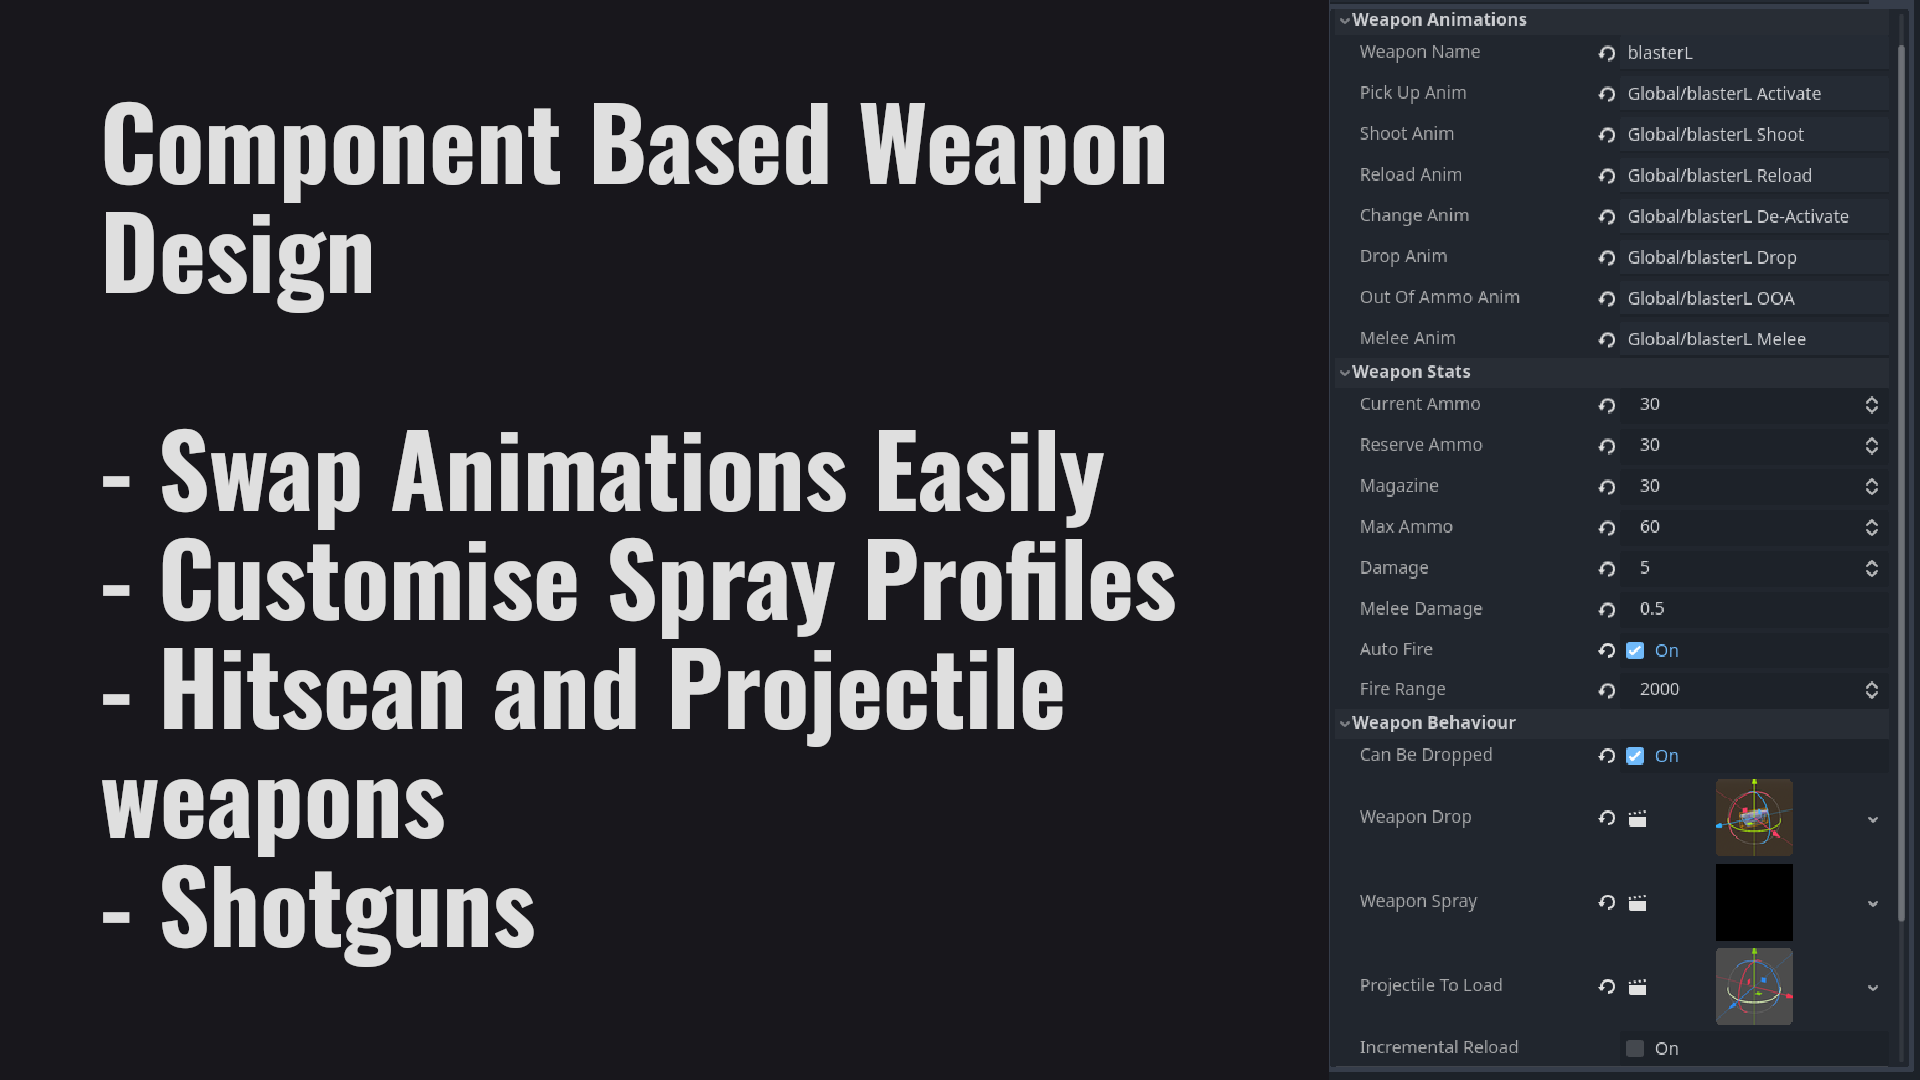 Component Based Weapon
Design
- Swap Animations Easily
- Customise Spray Profiles
- Hitscan and Projectile
weapons
- Shotguns
Weapon Animations
Weapon Name blasterL
Pick Up Anim Global/blasterL Activate
Shoot Anim Global/blasterL Shoot
Reload Anim Global/blasterL Reload
Change Anim Global/blasterL De-Activate
Drop Anim Global/blasterL Drop
Out Of Ammo Anim Global/blasterL OOA
Melee Anim Global/blasterL Melee
Weapon Stats
Current Ammo 30
Reserve Ammo 30
Magazine 30
Max Ammo 60
Damage 5
Melee Damage 0.5
Auto Fire On
Fire Range 2000
Weapon Behaviour
Can Be Dropped On
Weapon Drop
Weapon Spray
Projectile To Load
Incremental Reload On